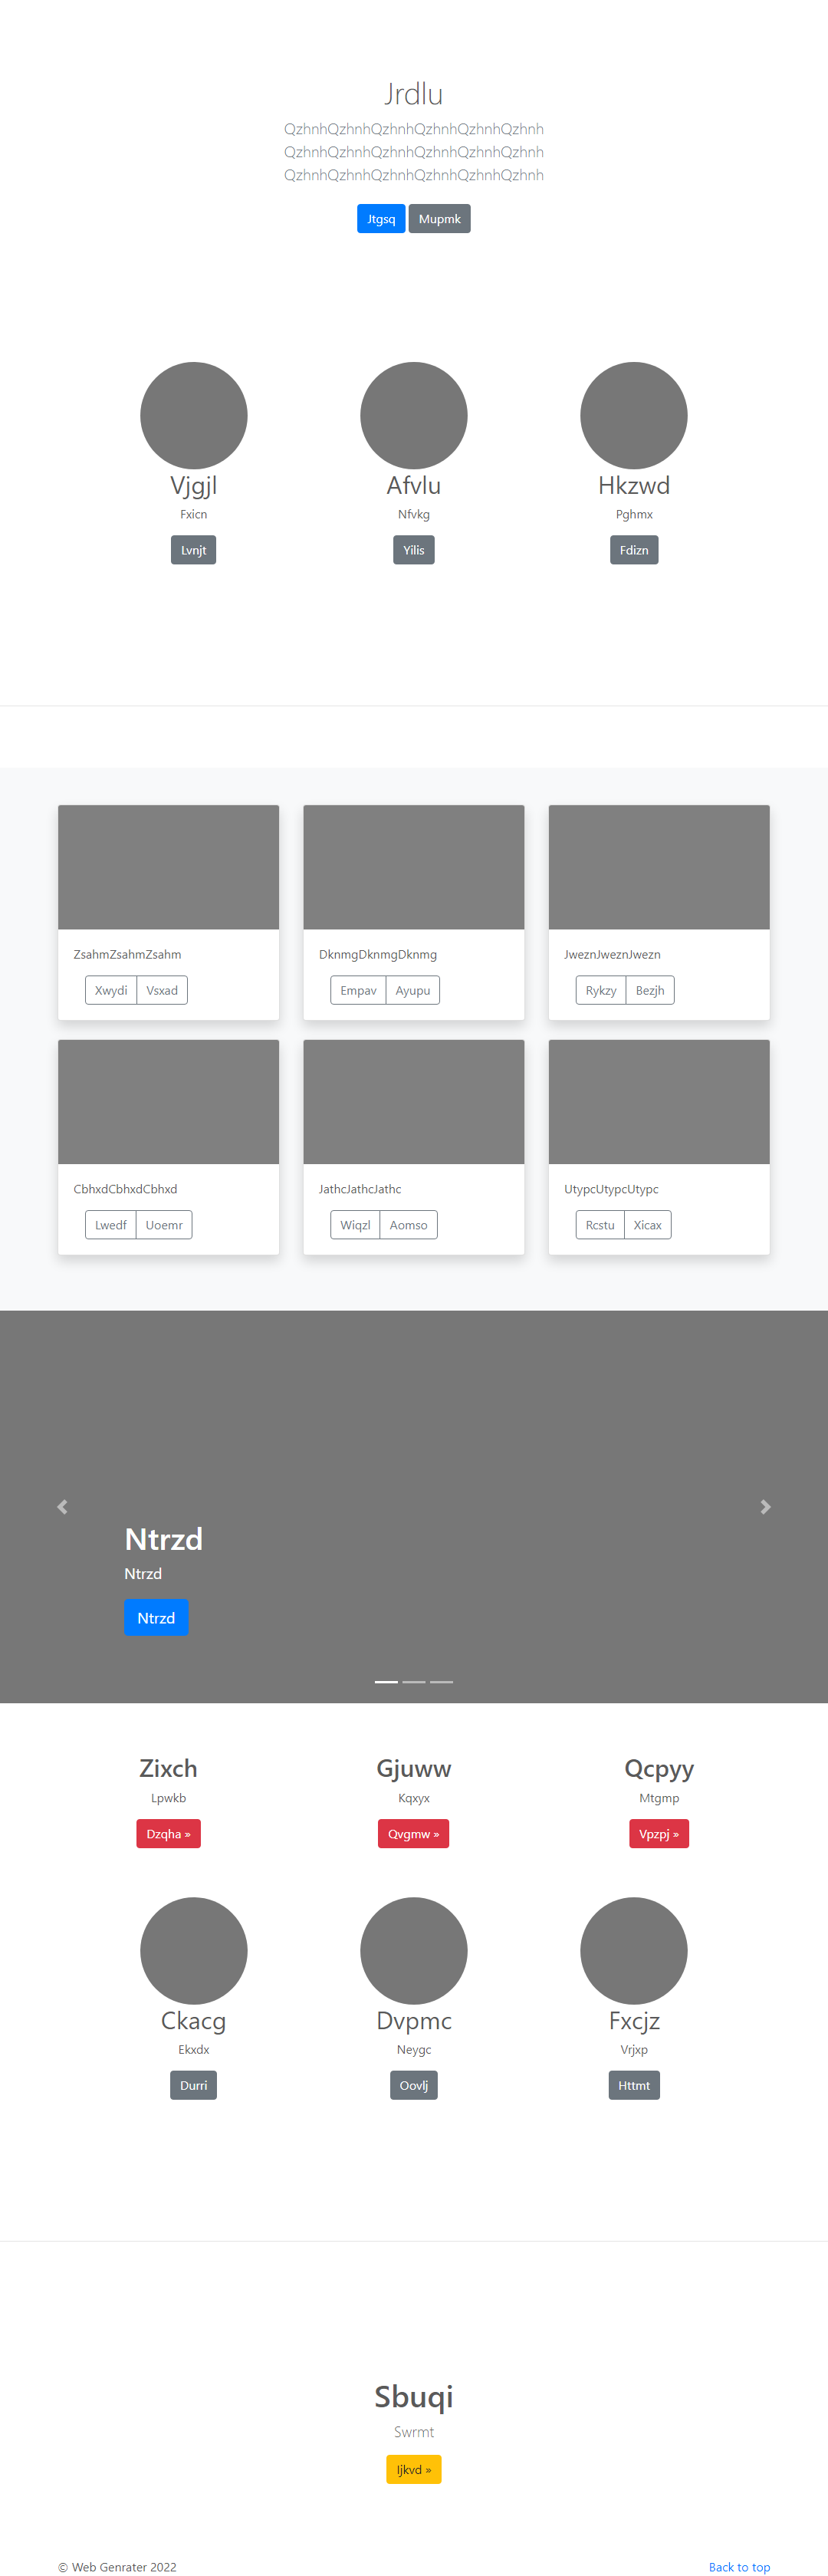 Jrdlu
QzhnhQzhnhQzhnhQzhnhQzhnhQzhnh
QzhnhQzhnhQzhnhQzhnhQzhnhQzhnh
QzhnhQzhnhQzhnhQzhnhQzhnhQzhnh
Jtgsq Mupmk
Vjgjl Afvlu Hkzwd
Fxicn Nfvkg Pghmx
Lvnjt Yilis Fdizn
ZsahmZsahmZsahm DknmgDknmgDknmg JweznJweznJwezn
Xwydi Vsxad Empav Ayupu Rykzy Bezjh
CbhxdCbhxdCbhxd JathcJathcJathc UtypcUtypcUtypc
Lwedf Uoemr Wiqzl Aomso Rcstu Xicax
Ntrzd
Ntrzd
Ntrzd
Zixch Gjuww Qcpyy
Lpwkb Kqxyx Mtgmp
Dzqha » Qvgmw » Vpzpj »
Ckacg Dvpmc Fxcjz
Ekxdx Neygc Vrjxp
Durri Oovlj Httmt
Sbuqi
Swrmt
Ijkvd »
© Web Genrater 2022 Back to top